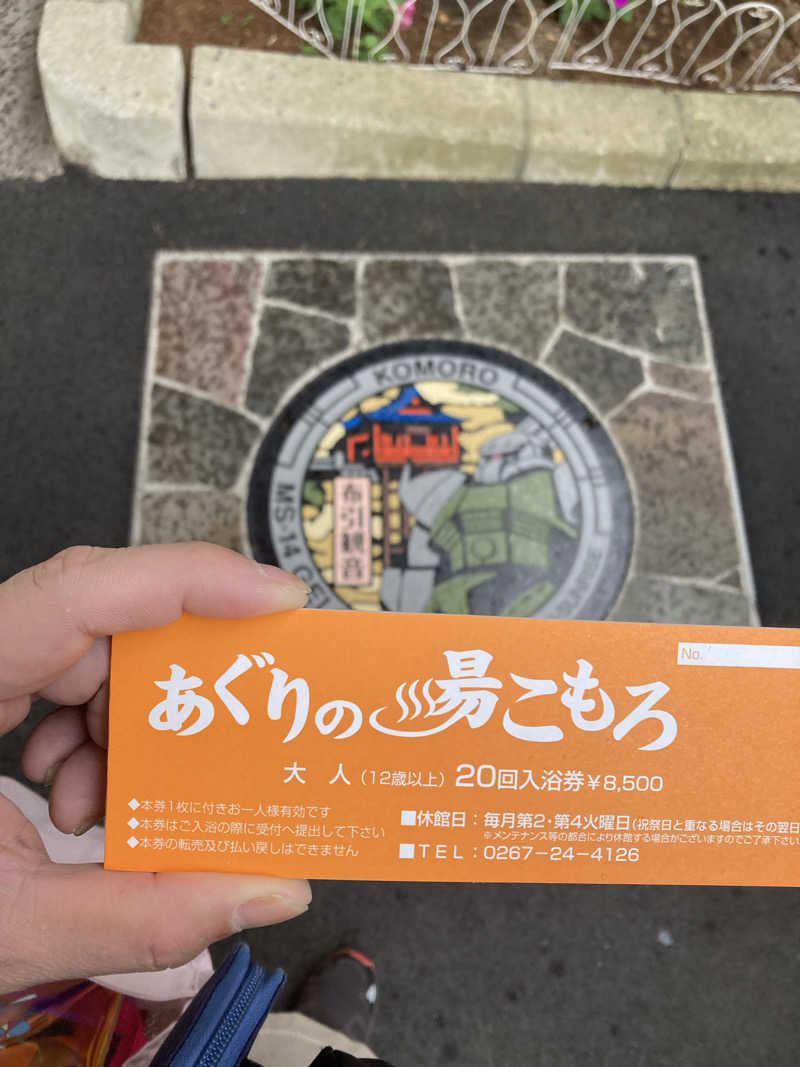 KOMORO
MS-14 GE
布引観音
SUNRISE
No.
あぐりの湯こもろ
大人(12歳以上) 20回入浴券￥8,500
◆本券1枚に付きお一人様有効です
◆本券はご入浴の際に受付へ提出して下さい
◆本券の転売及び払い戻しはできません
■休館日：毎月第2・第4火曜日(祝祭日と重なる場合はその翌日
※メンテナンス等の都合により休館する場合がございますのでご了承下さい
■TEL：0267-24-4126